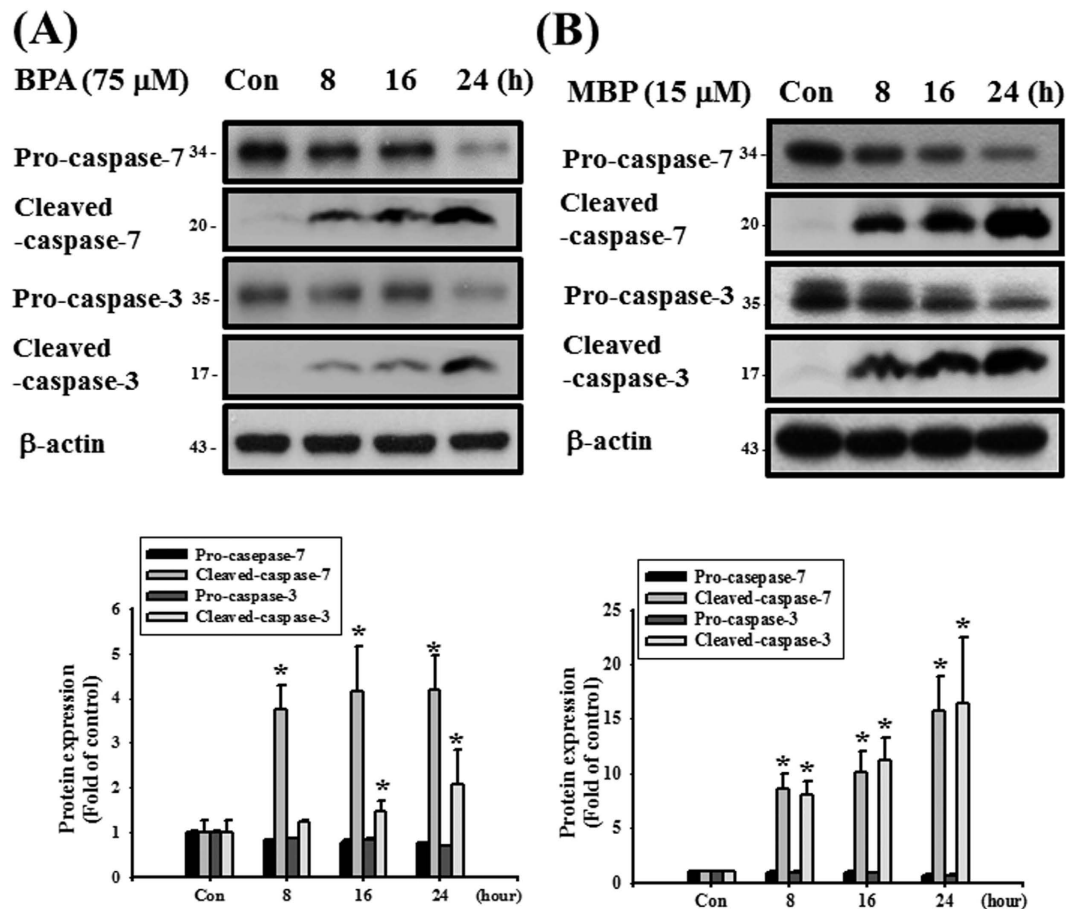 (A)
BPA (75 μM) Con 8 16 24 (h)
Pro-caspase-7 34 -
Cleaved
-caspase-7 20 -
Pro-caspase-3 35 -
Cleaved
-caspase-3 17 -
β-actin 43 -
(B)
MBP (15 μM) Con 8 16 24 (h)
Pro-caspase-7 34 -
Cleaved
-caspase-7 20 -
Pro-caspase-3 35 -
Cleaved
-caspase-3 17 -
β-actin 43 -
Pro-casepase-7
Cleaved-caspase-7
Pro-caspase-3
Cleaved-caspase-3
Protein expression
(Fold of control)
6
5
4
3
2
1
0
* * * * *
Con 8 16 24 (hour)
Pro-casepase-7
Cleaved-caspase-7
Pro-caspase-3
Cleaved-caspase-3
Protein expression
(Fold of control)
25
20
15
10
5
0
* * * * * *
Con 8 16 24 (hour)